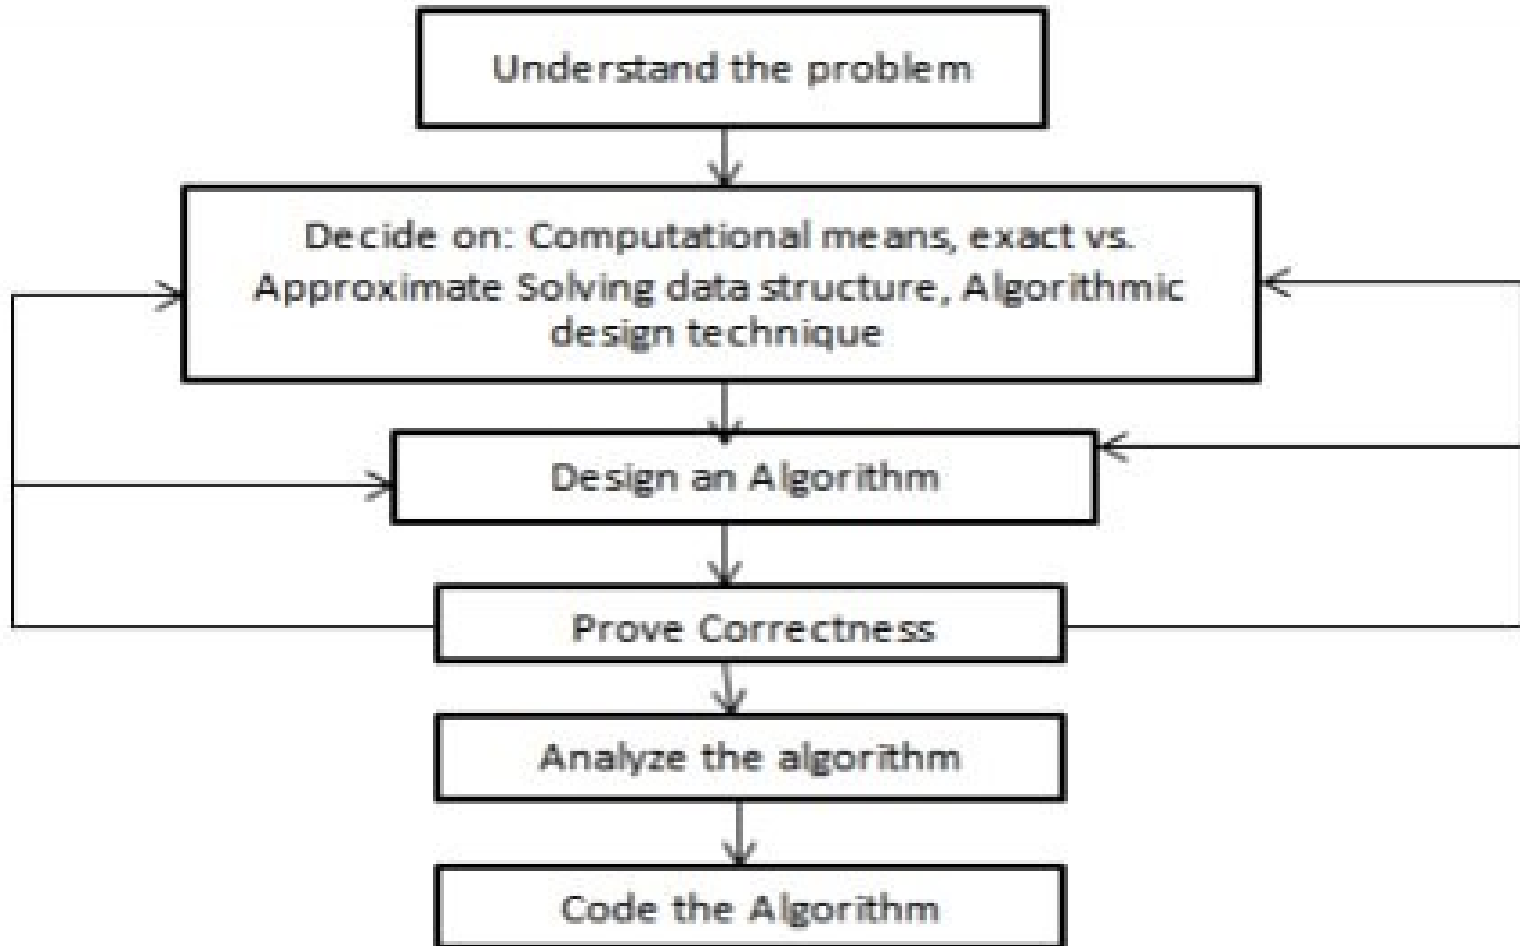 Understand the problem
Decide on: Computational means, exact vs.
Approximate Solving data structure, Algorithmic
design technique
Design an Algorithm
Prove Correctness
Analyze the algorithm
Code the Algorithm